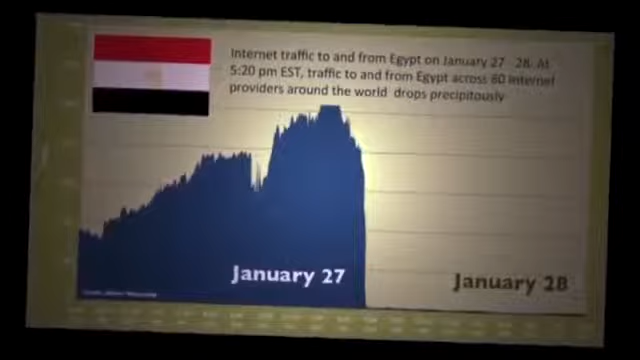 Internet traffic to and from Egypt on January 27 - 28. At
5:20 pm EST, traffic to and from Egypt across 80 internet
providers around the world drops precipitously
January 27
January 28